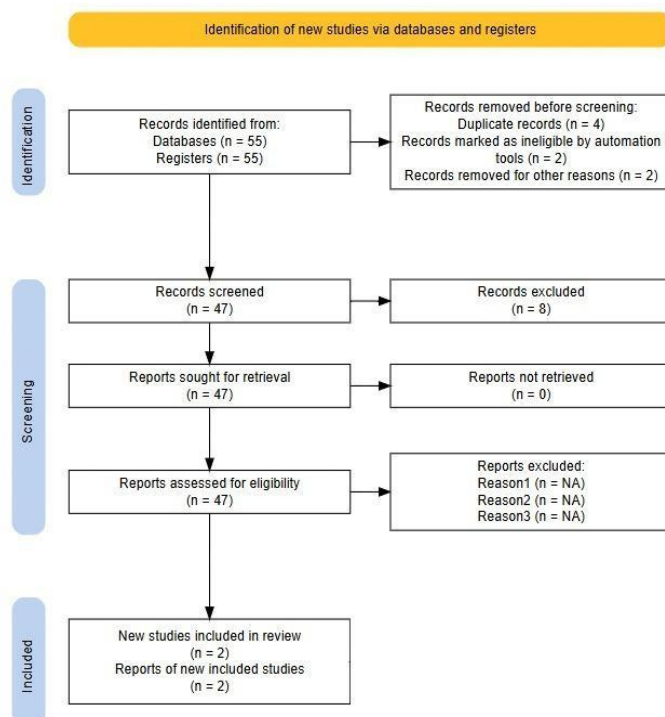 Identification of new studies via databases and registers
Identification
Records identified from:
Databases (n = 55)
Registers (n = 55)
Records removed before screening:
Duplicate records (n = 4)
Records marked as ineligible by automation
tools (n = 2)
Records removed for other reasons (n = 2)
Screening
Records screened
(n = 47)
Records excluded
(n = 8)
Reports sought for retrieval
(n = 47)
Reports not retrieved
(n = 0)
Reports assessed for eligibility
(n = 47)
Reports excluded:
Reason1 (n = NA)
Reason2 (n = NA)
Reason3 (n = NA)
Included
New studies included in review
(n = 2)
Reports of new included studies
(n = 2)